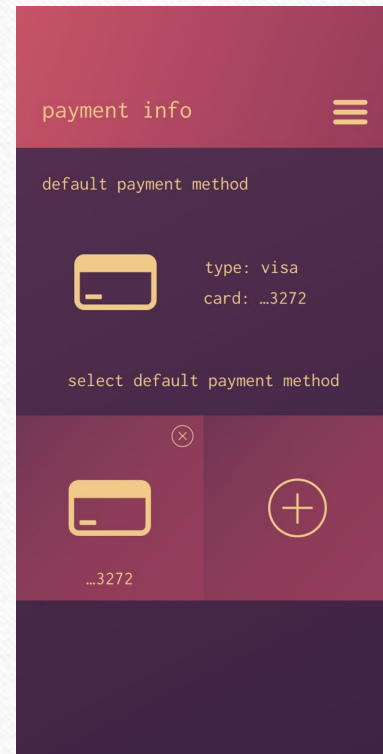 payment info
default payment method
type: visa
card: …3272
select default payment method
…3272